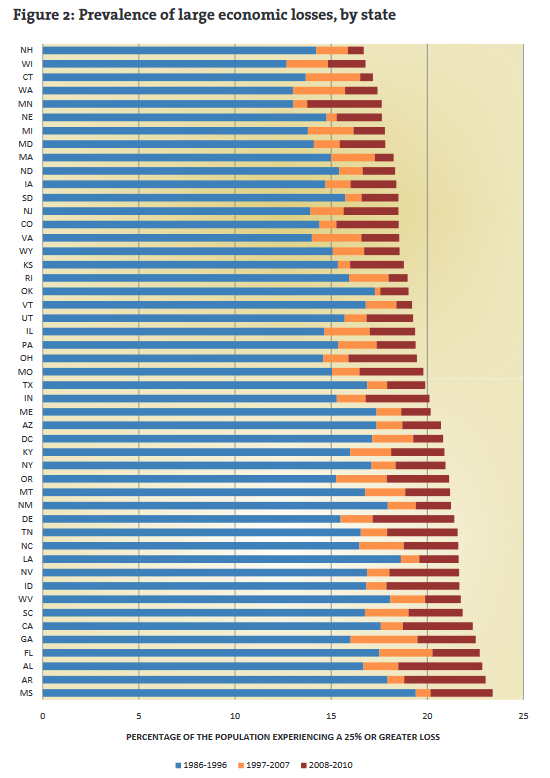 Figure 2: Prevalence of large economic losses, by state
NH
WI
CT
WA
MN
NE
MI
MD
MA
ND
IA
SD
NJ
CO
VA
WY
KS
RI
OK
VT
UT
IL
PA
OH
MO
TX
IN
ME
AZ
DC
KY
NY
OR
MT
NM
DE
TN
NC
LA
NV
ID
WV
SC
CA
GA
FL
AL
AR
MS
0 5 10 15 20 25
PERCENTAGE OF THE POPULATION EXPERIENCING A 25% OR GREATER LOSS
1986-1996 1997-2007 2008-2010